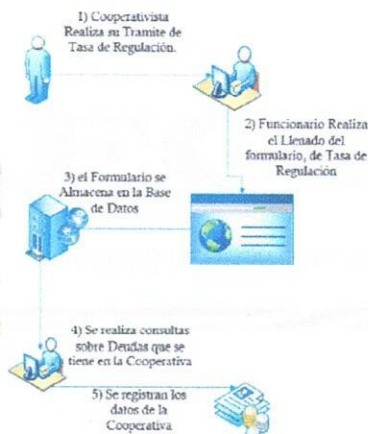 1) Cooperativista
Realiza su Tramite de
Tasa de Regulación.
2) Funcionario Realiza
el Llenado del
formulario, de Tasa de
Regulación
3) el Formulario se
Almacena en la Base
de Datos
4) Se realiza consultas
sobre Deudas que se
tiene en la Cooperativa
5) Se registran los
datos de la
Cooperativa